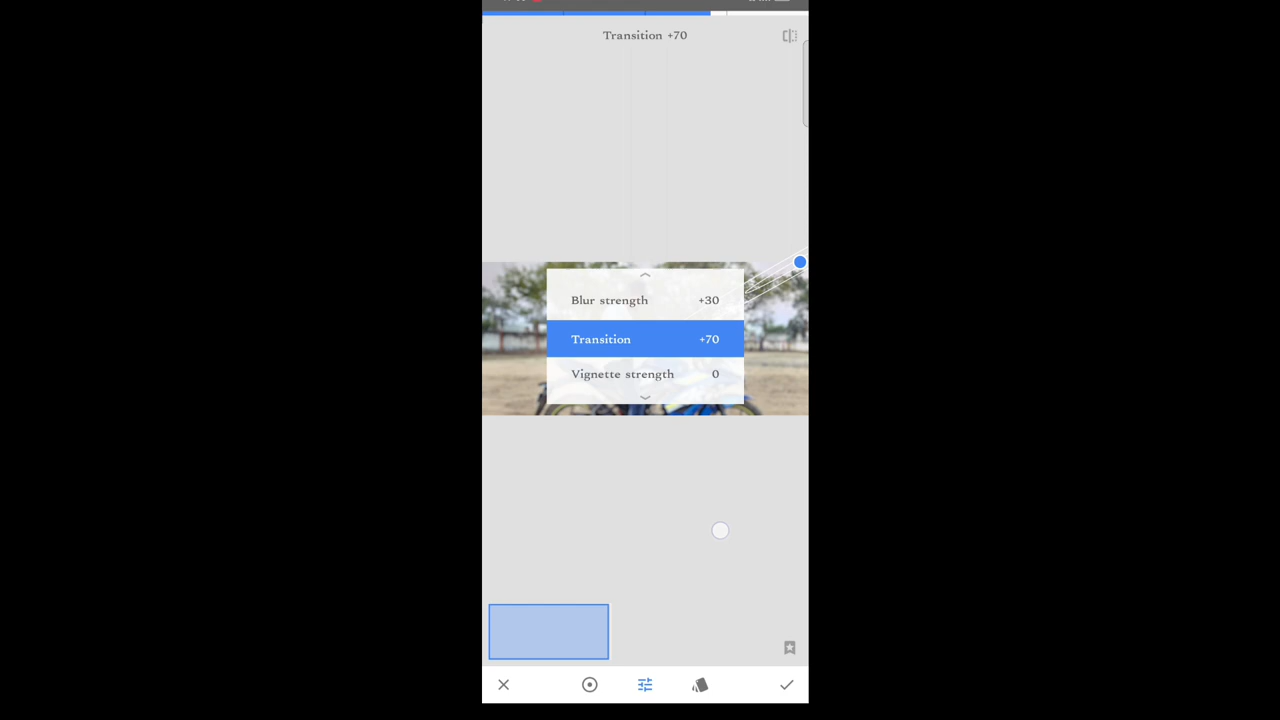 Transition +70
Blur strength +30
Transition +70
Vignette strength 0